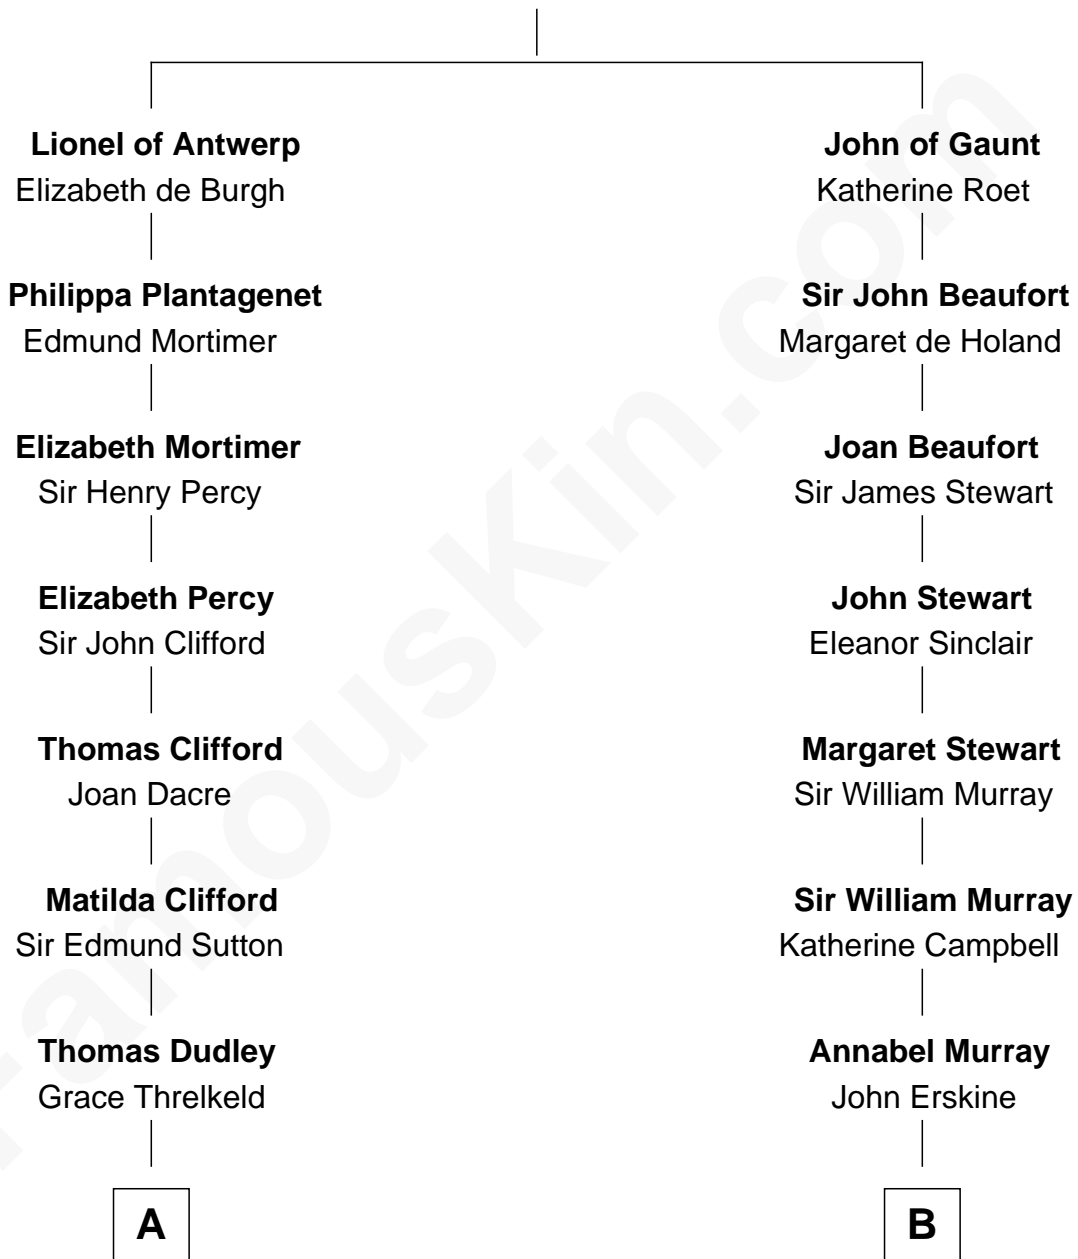 Lionel of Antwerp
Elizabeth de Burgh
Philippa Plantagenet
Edmund Mortimer
Elizabeth Mortimer
Sir Henry Percy
Elizabeth Percy
Sir John Clifford
Thomas Clifford
Joan Dacre
Matilda Clifford
Sir Edmund Sutton
Thomas Dudley
Grace Threlkeld
A
John of Gaunt
Katherine Roet
Sir John Beaufort
Margaret de Holand
Joan Beaufort
Sir James Stewart
John Stewart
Eleanor Sinclair
Margaret Stewart
Sir William Murray
Sir William Murray
Katherine Campbell
Annabel Murray
John Erskine
B
FamousKin.com